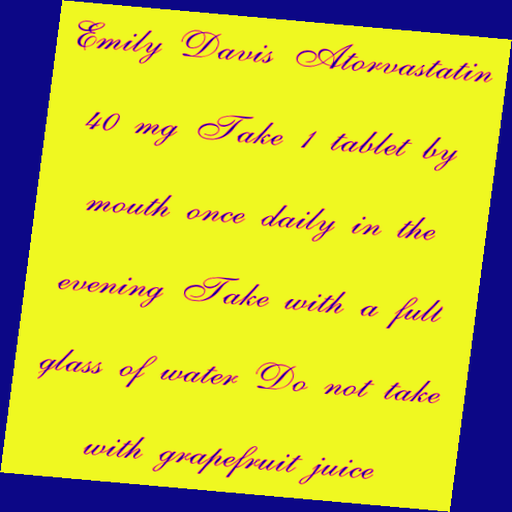 Emily Davis Atorvastatin
40 mg Take 1 tablet by
mouth once daily in the
evening Take with a full
glass of water Do not take
with grapefruit juice